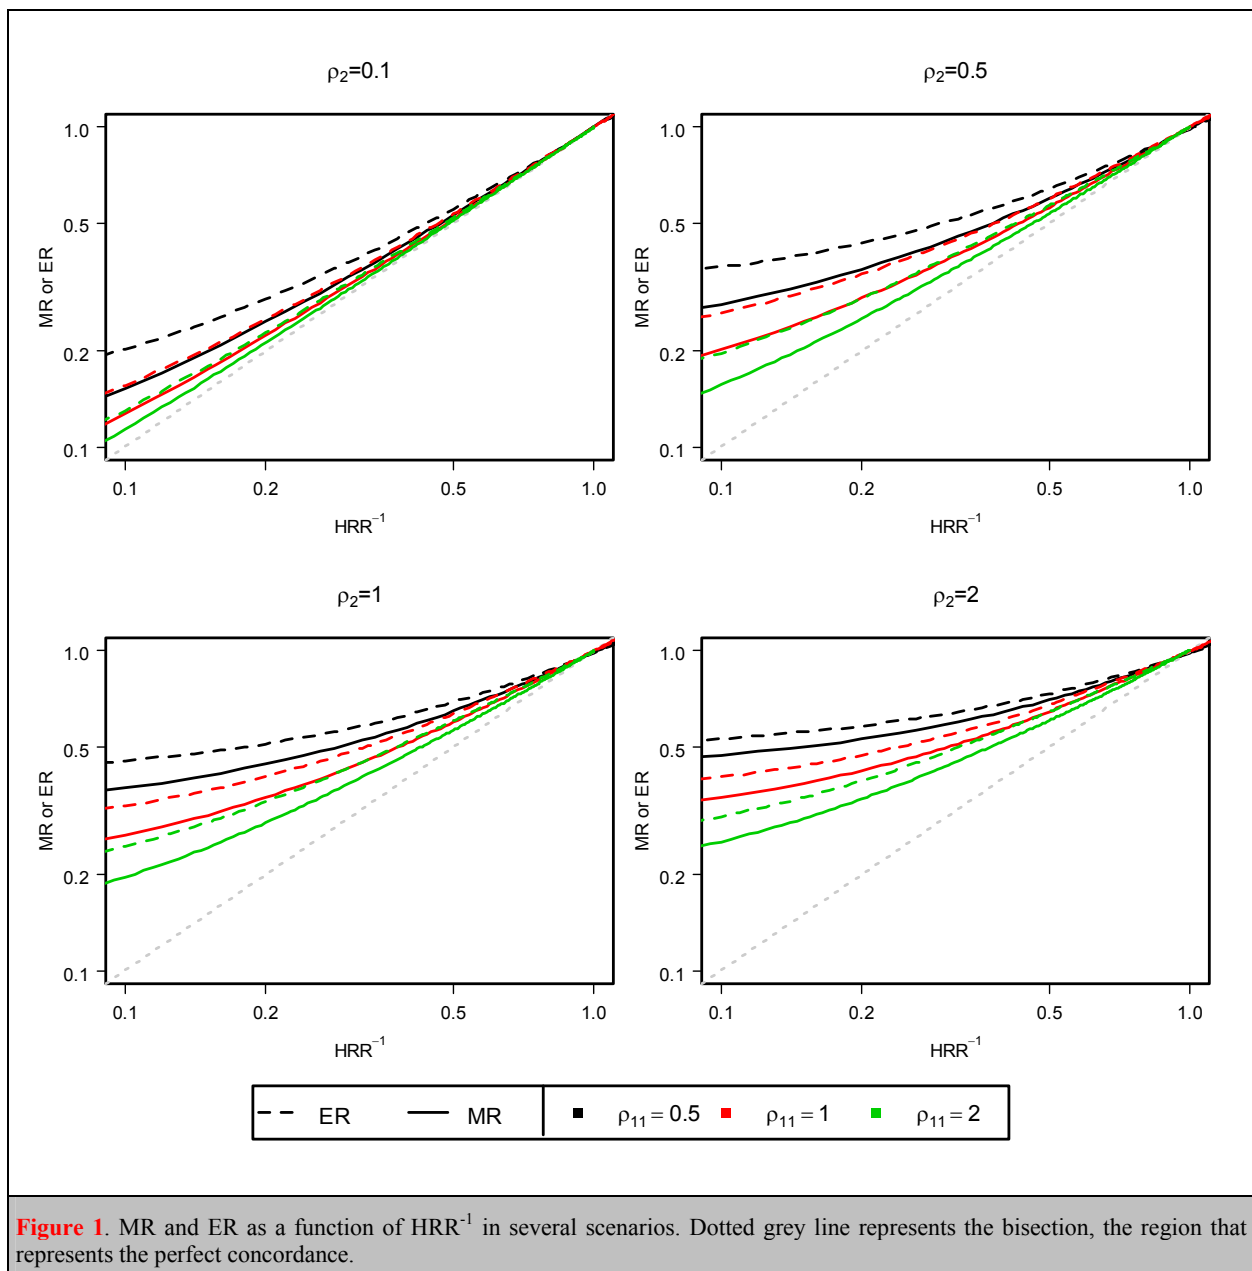 ρ2=0.1
MR or ER
1.0
0.5
0.2
0.1
0.1 0.2 0.5 1.0
HRR−1
ρ2=0.5
MR or ER
1.0
0.5
0.2
0.1
0.1 0.2 0.5 1.0
HRR−1
ρ2=1
MR or ER
1.0
0.5
0.2
0.1
0.1 0.2 0.5 1.0
HRR−1
ρ2=2
MR or ER
1.0
0.5
0.2
0.1
0.1 0.2 0.5 1.0
HRR−1
ER MR ρ11 = 0.5 ρ11 = 1 ρ11 = 2
Figure 1. MR and ER as a function of HRR-1 in several scenarios. Dotted grey line represents the bisection, the region that
represents the perfect concordance.